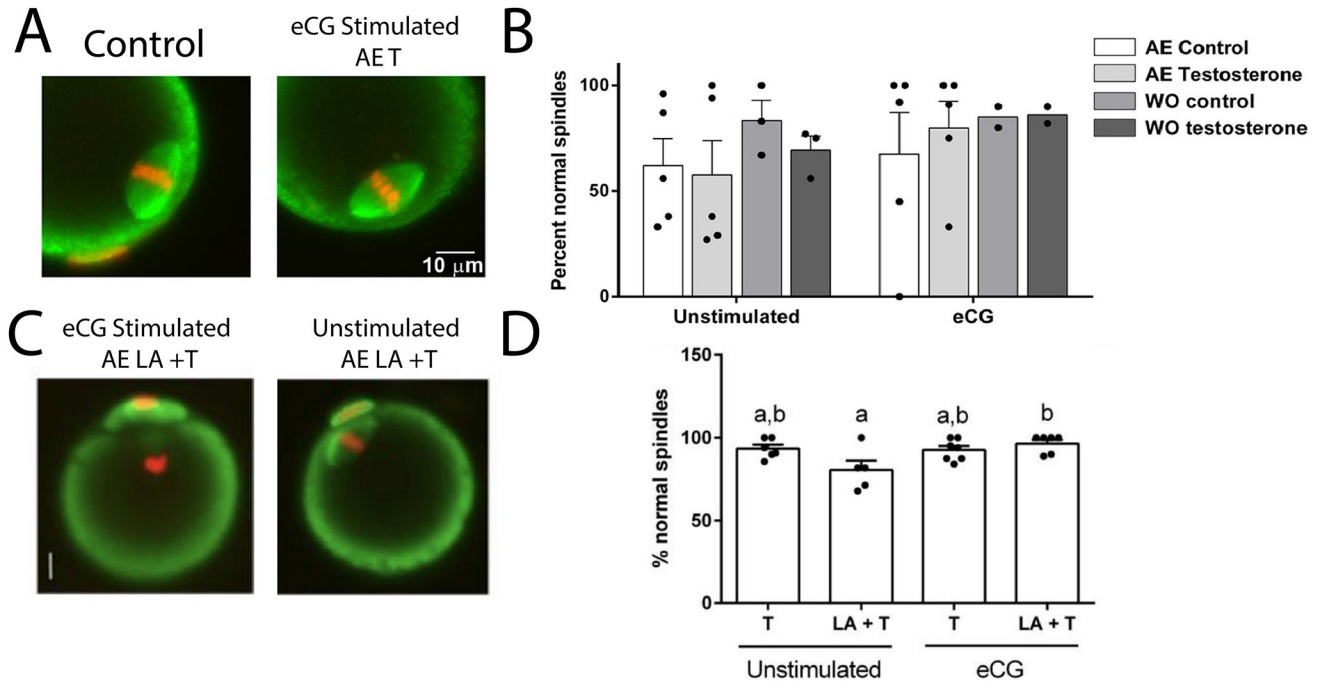 A
Control
eCG Stimulated
AE T
10 μm
B
Percent normal spindles
100
50
0
Unstimulated
eCG
AE Control
AE Testosterone
WO control
WO testosterone
C
eCG Stimulated
AE LA +T
Unstimulated
AE LA +T
D
% normal spindles
150
100
50
0
a,b
a
a,b
b
T
LA + T
T
LA + T
Unstimulated
eCG